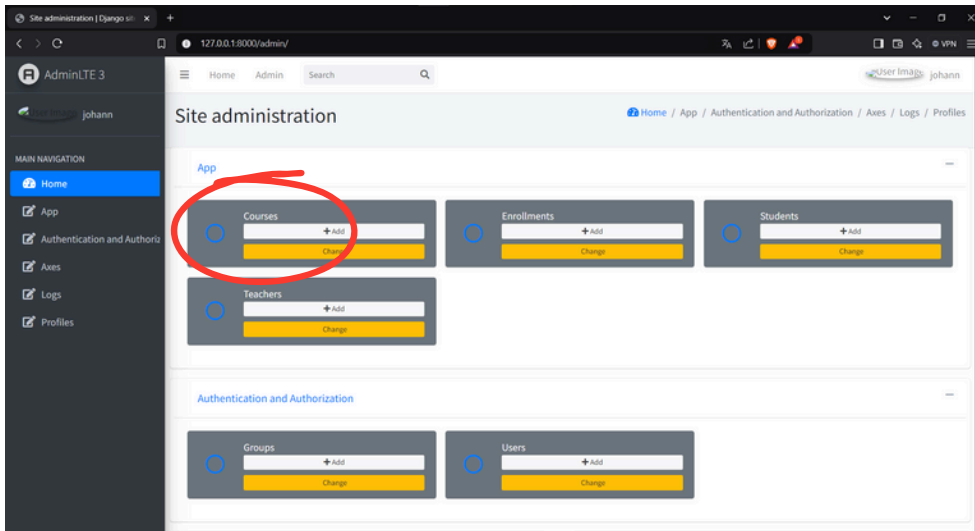 Site administration | Django sit
127.0.0.1:8000/admin/
VPN
AdminLTE 3
Home Admin Search
User Image johann
johann
Site administration
Home / App / Authentication and Authorization / Axes / Logs / Profiles
MAIN NAVIGATION
Home
App
Authentication and Authoriz
Axes
Logs
Profiles
App
Courses
+Add
Change
Enrollments
+Add
Change
Students
+Add
Change
Teachers
+Add
Change
Authentication and Authorization
Groups
+Add
Change
Users
+Add
Change